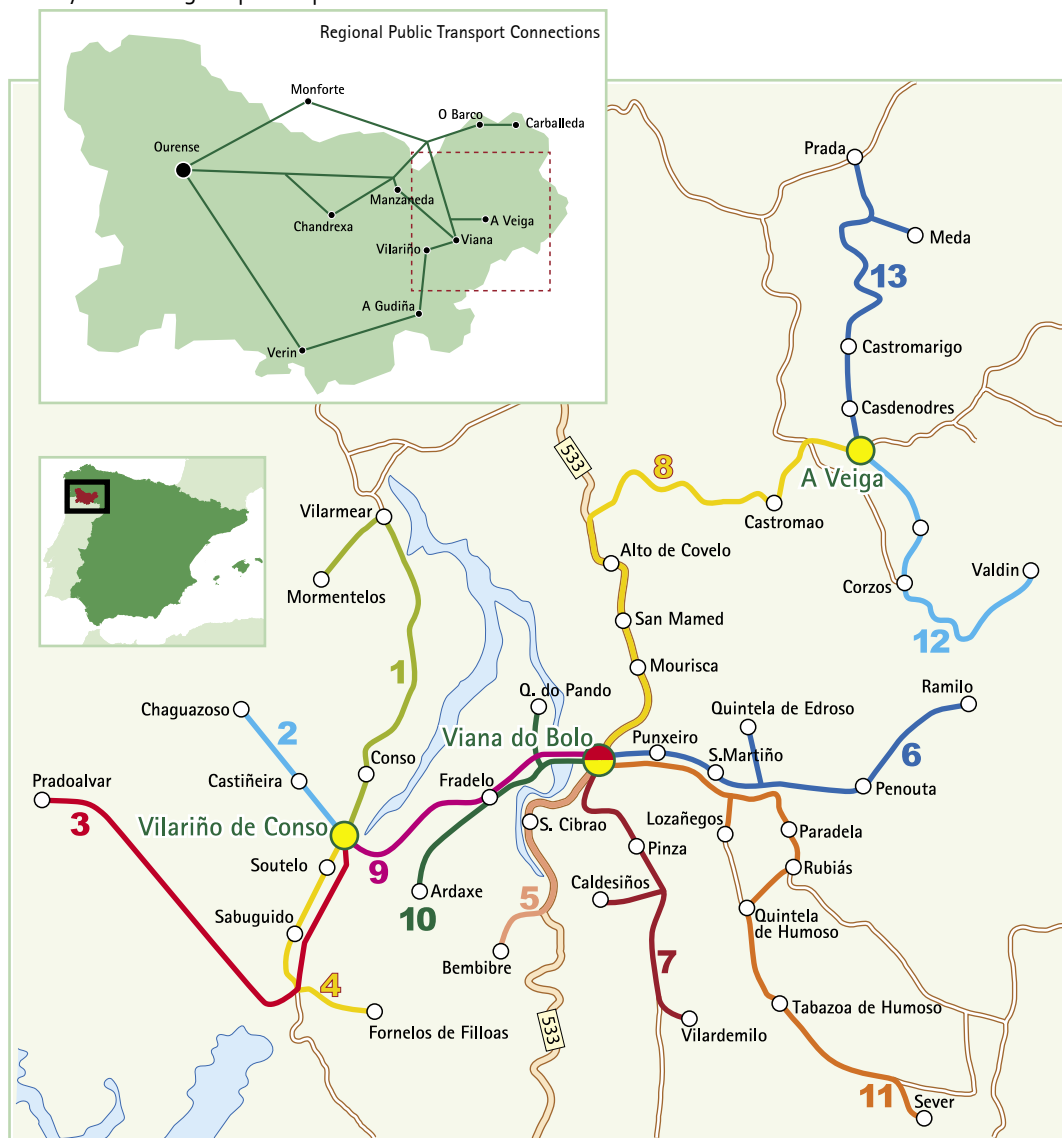 Regional Public Transport Connections
Monforte
O Barco
Carballeda
Ourense
Manzaneda
Chandrexa
A Veiga
Viana
Vilariño
A Gudiña
Verin
Prada
Meda
13
Castromarigo
Casdenodres
533
8
A Veiga
Castromao
Vilarmear
Alto de Covelo
Mormentelos
Corzos
Valdin
San Mamed
12
1
Mourisca
Q. do Pando
Ramilo
Chaguazoso
2
Quintela de Edroso
Viana do Bolo
Punxeiro
S.Martiño
6
Conso
Castiñeira
Fradelo
Penouta
Pradoalvar
3
Vilariño de Conso
S. Cibrao
Lozañegos
Paradela
Pinza
Soutelo
9
Rubiás
Ardaxe
10
5
Caldesiños
Sabuguido
Quintela
de Humoso
Bembibre
7
4
Tabazoa de Humoso
Fornelos de Filloas
533
Vilardemilo
11
Sever